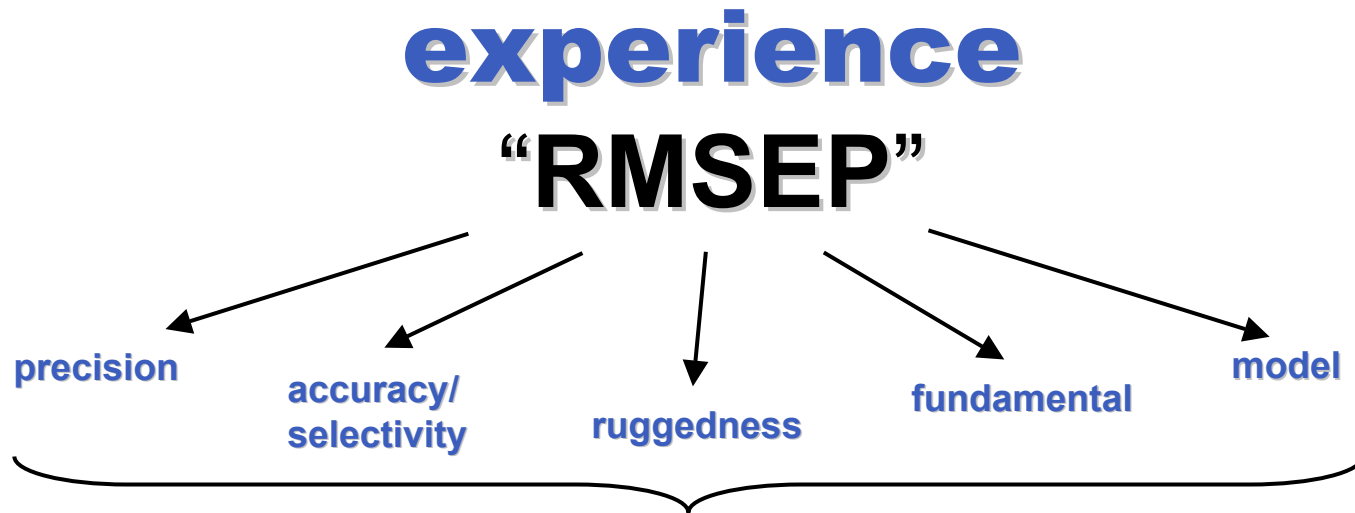 experience
“RMSEP”
precision
accuracy/
selectivity
ruggedness
fundamental
model